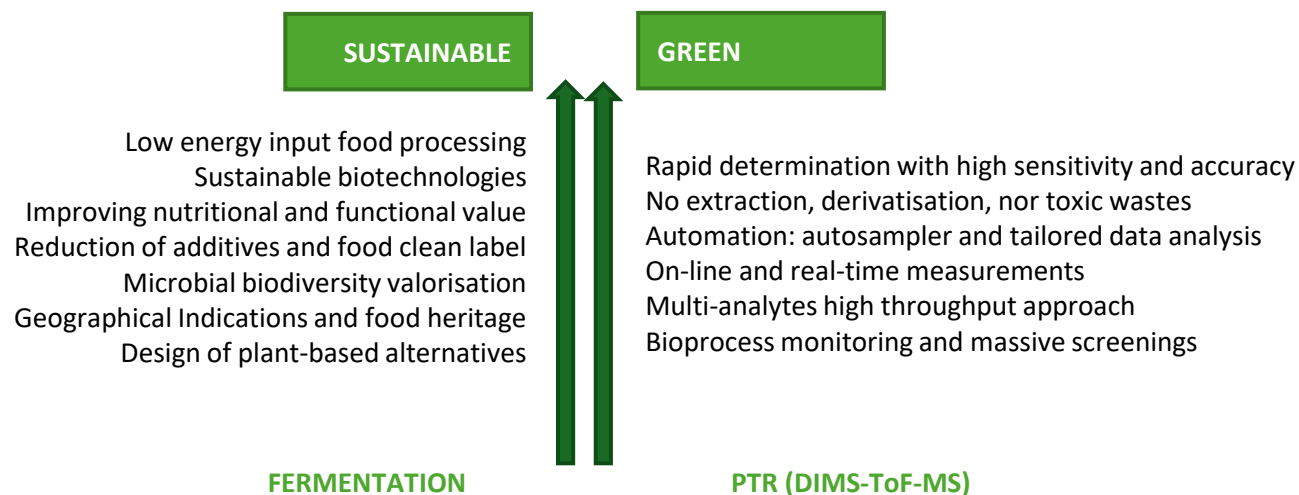 SUSTAINABLE
GREEN
Low energy input food processing
Sustainable biotechnologies
Improving nutritional and functional value
Reduction of additives and food clean label
Microbial biodiversity valorisation
Geographical Indications and food heritage
Design of plant-based alternatives
Rapid determination with high sensitivity and accuracy
No extraction, derivatisation, nor toxic wastes
Automation: autosampler and tailored data analysis
On-line and real-time measurements
Multi-analytes high throughput approach
Bioprocess monitoring and massive screenings
FERMENTATION
PTR (DIMS-ToF-MS)